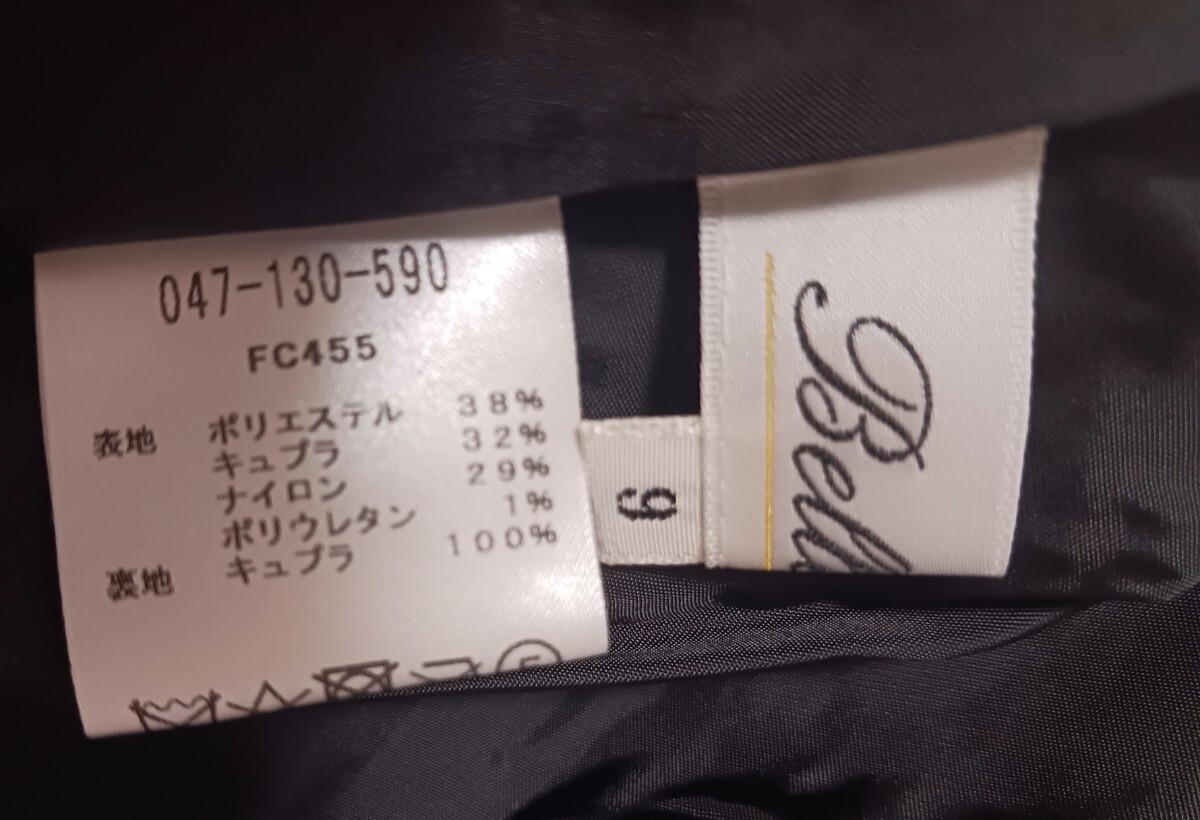 047-130-590
FC455
表地 ポリエステル 38%
キュプラ 32%
ナイロン 29%
ポリウレタン 1%
裏地 キュプラ 100%
9